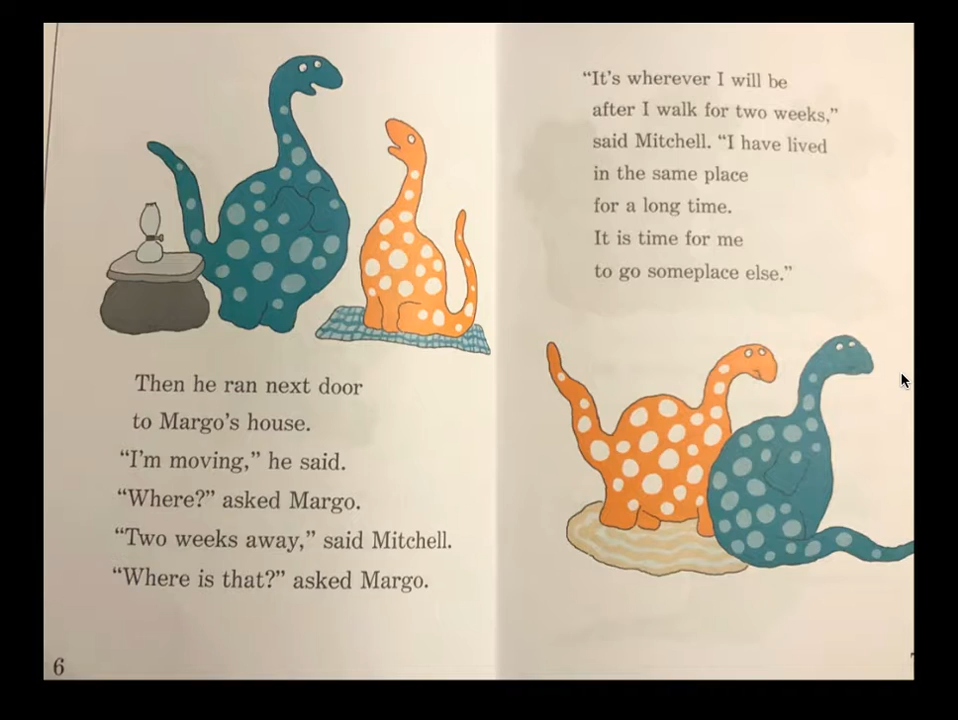 Then he ran next door
to Margo's house.
"I'm moving," he said.
"Where?" asked Margo.
"Two weeks away," said Mitchell.
"Where is that?" asked Margo.
6
"It's wherever I will be
after I walk for two weeks,"
said Mitchell. "I have lived
in the same place
for a long time.
It is time for me
to go someplace else."